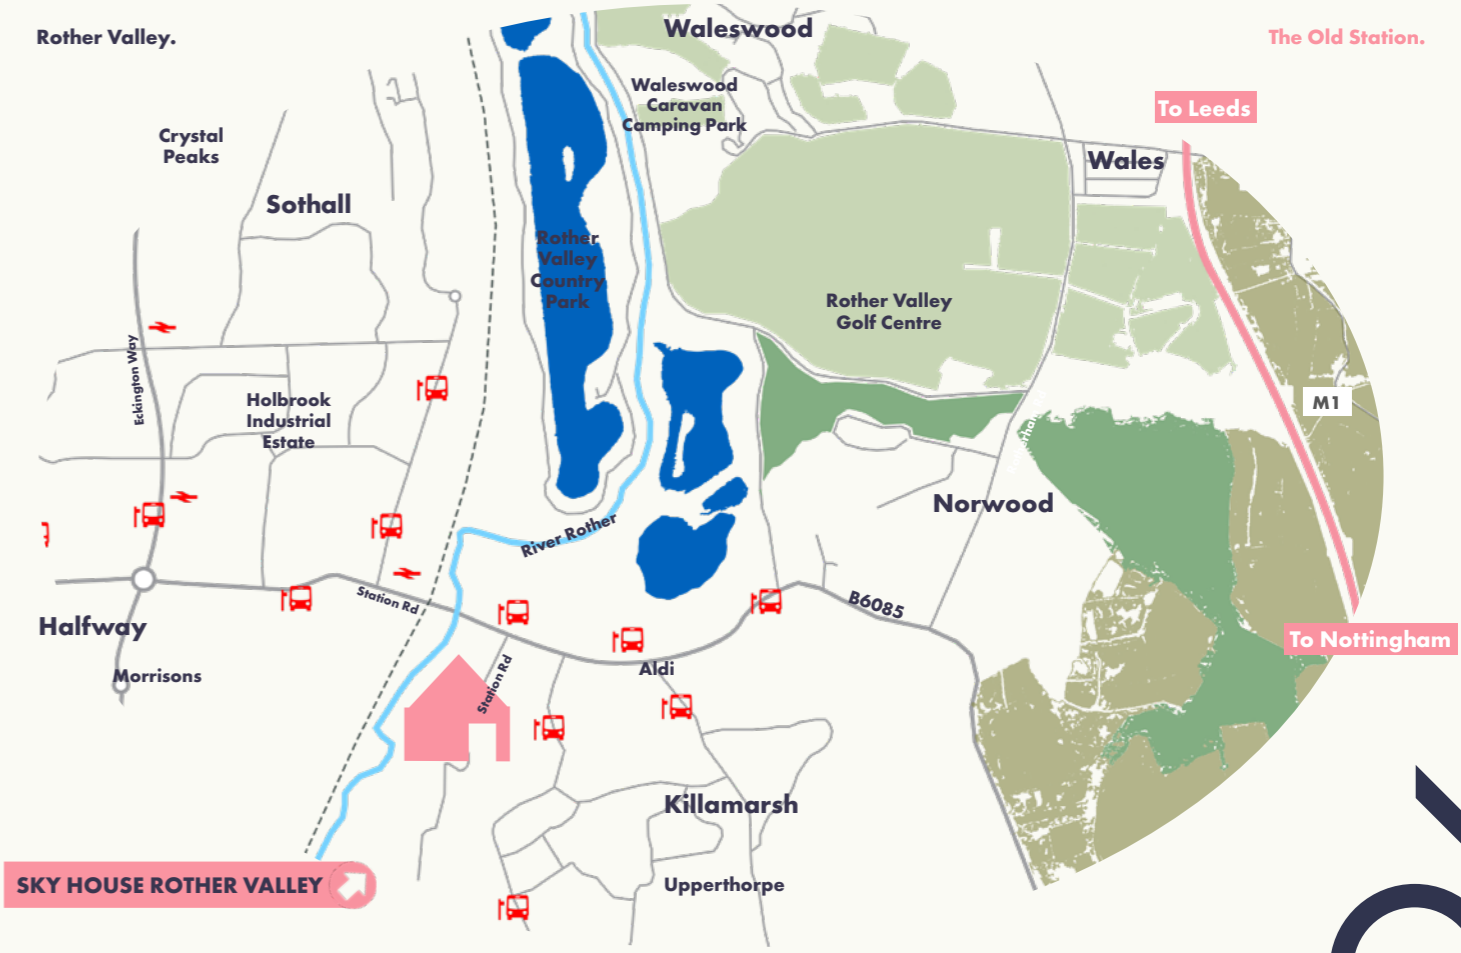 Rother Valley.
The Old Station.
Waleswood
Waleswood
Caravan
Camping Park
To Leeds
Crystal
Peaks
Wales
Sothall
Rother
Valley
Country
Park
Rother Valley
Golf Centre
Eckington Way
Holbrook
Industrial
Estate
M1
Norwood
River Rother
Station Rd
B6085
Halfway
To Nottingham
Morrisons
Aldi
Station Rd
Killamarsh
SKY HOUSE ROTHER VALLEY
Upperthorpe